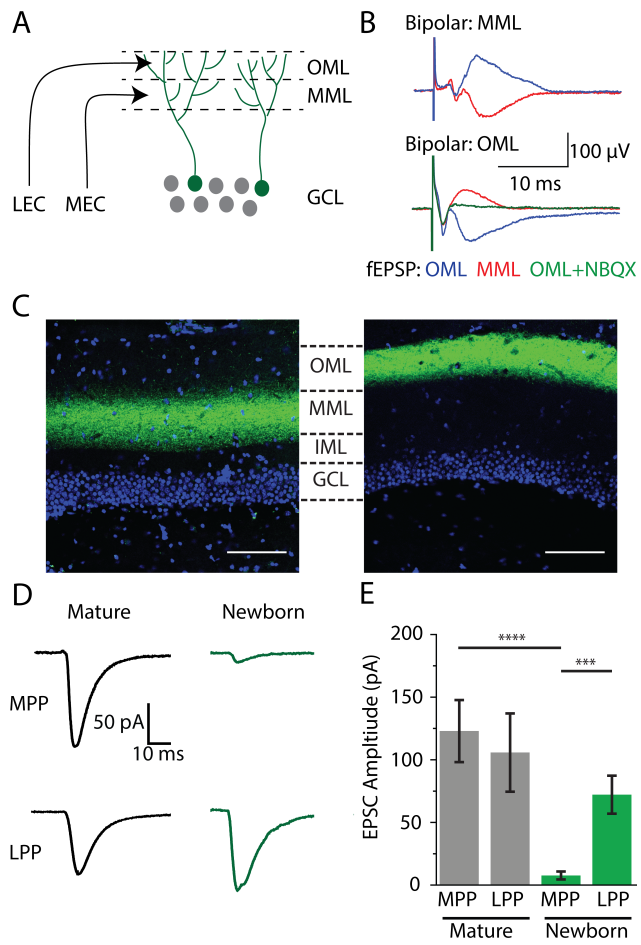 A
OML
MML
LEC MEC
GCL
B
Bipolar: MML
Bipolar: OML
100 µV
10 ms
fEPSP: OML MML OML+NBQX
C
OML
MML
IML
GCL
D
Mature Newborn
MPP
50 pA
10 ms
LPP
E
200
150
100
50
0
EPSC Ampltiude (pA)
****
***
MPP LPP MPP LPP
Mature Newborn